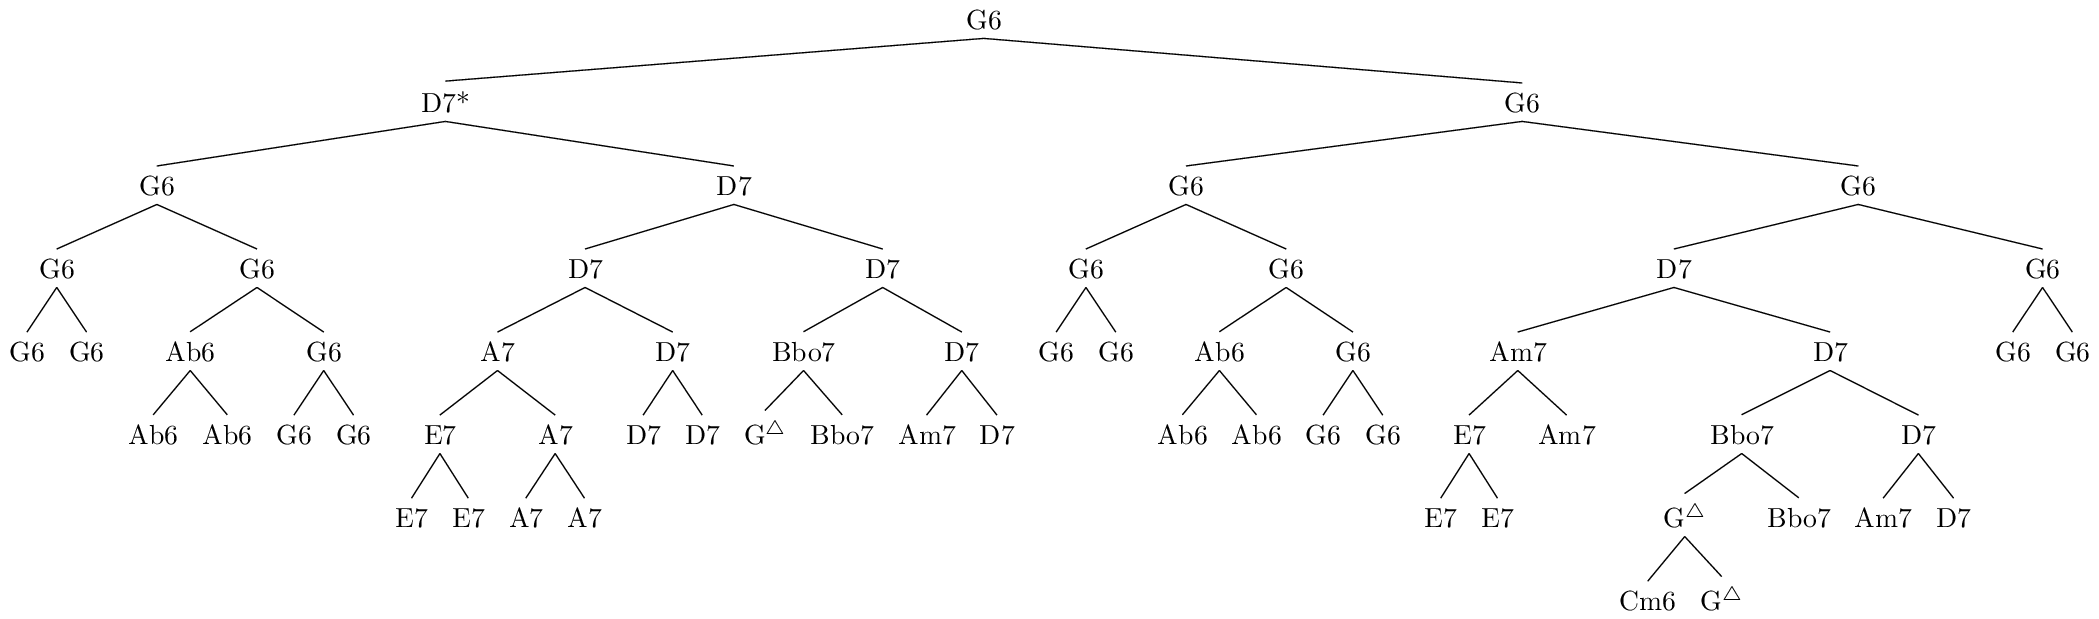 G6
D7* G6
G6 D7 G6 G6
G6 G6 D7 D7 G6 G6 D7 G6
G6 G6 Ab6 G6 A7 D7 Bbo7 D7 G6 G6 Ab6 G6 Am7 D7 G6 G6
Ab6 Ab6 G6 G6 E7 A7 D7 D7 G△ Bbo7 Am7 D7 Ab6 Ab6 G6 G6 E7 Am7 Bbo7 D7
E7 E7 A7 A7 E7 E7 G△ Bbo7 Am7 D7
Cm6 G△